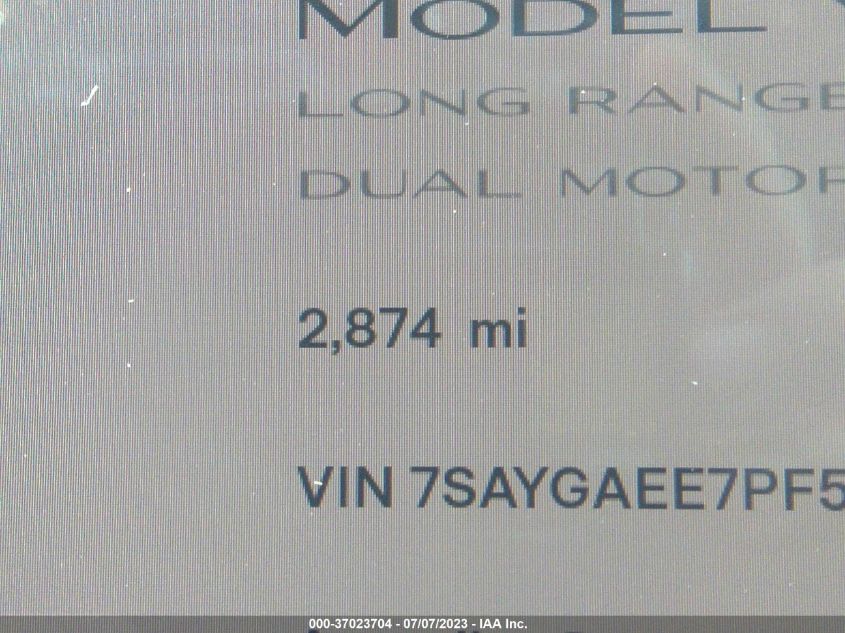 MODEL
LONG RANGE
DUAL MOTOR
2,874 mi
VIN 7SAYGAEE7PF5
000-37023704 - 07/07/2023 - IAA Inc.